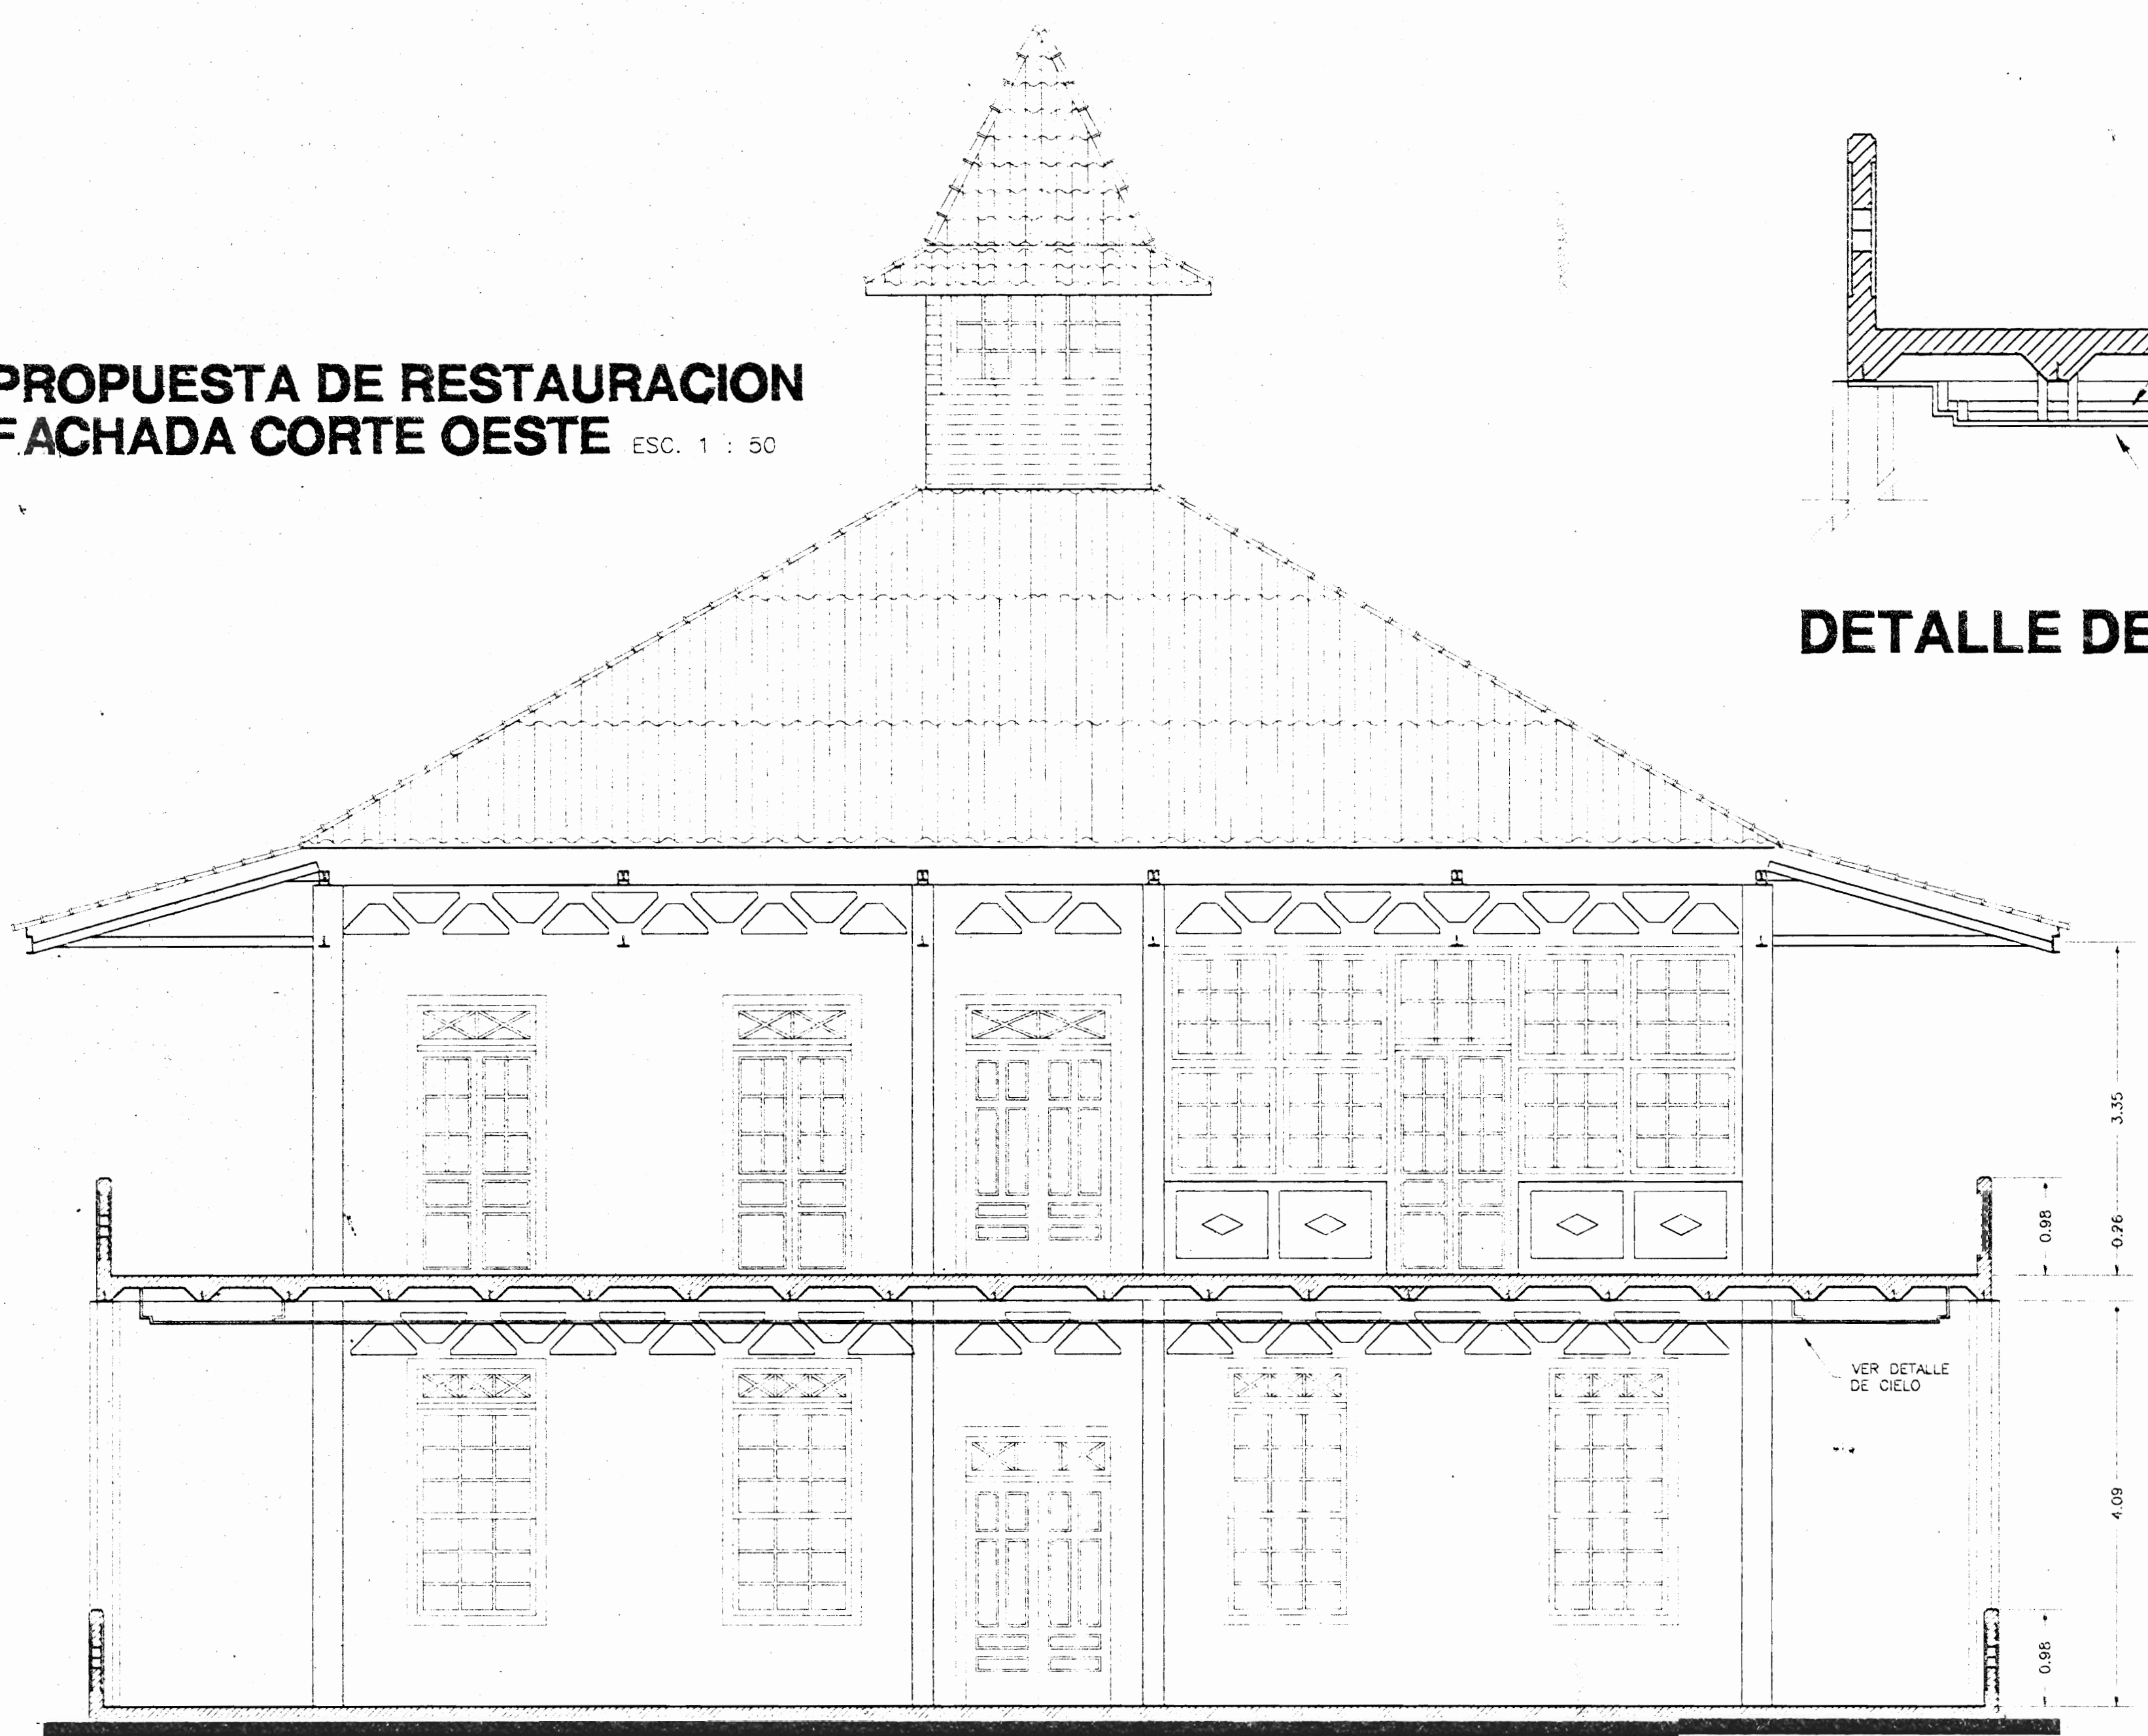 PROPUESTA DE RESTAURACION
FACHADA CORTE OESTE ESC. 1 : 50
DETALLE DE
3.35
0.98
0.26
VER DETALLE
DE CIELO
4.09
0.98